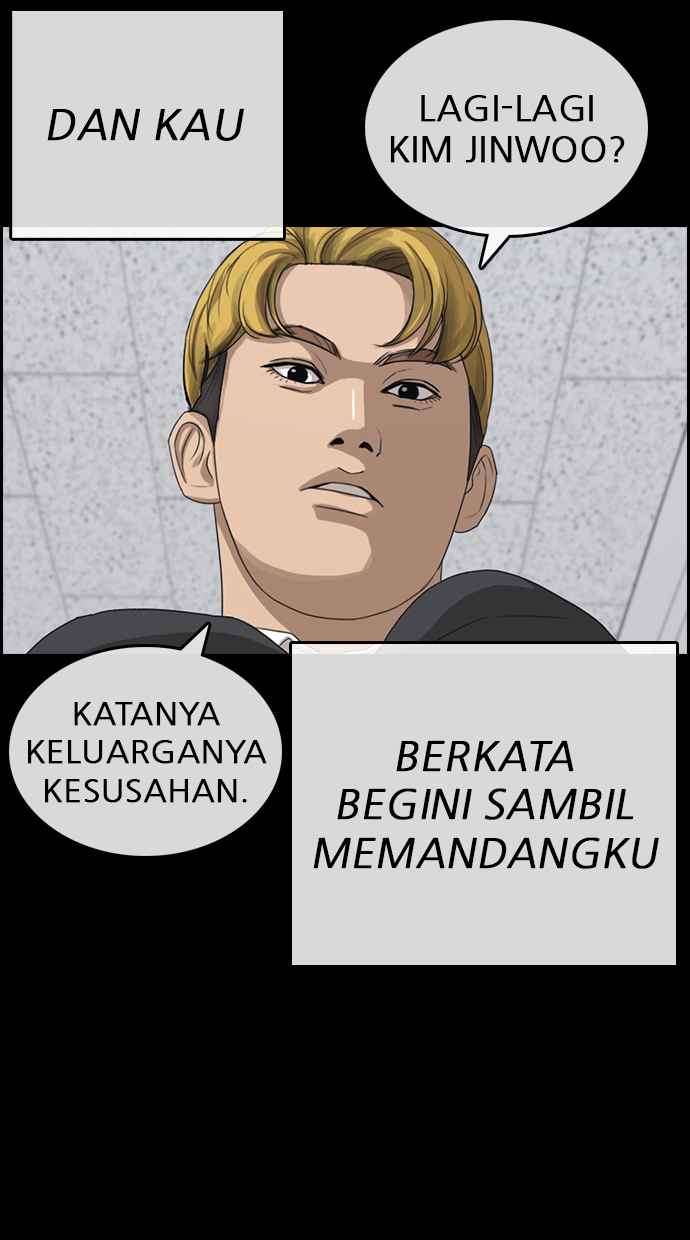 DAN KAU
LAGI-LAGI
KIM JINWOO?
KATANYA
KELUARGANYA
KESUSAHAN.
BERKATA
BEGINI SAMBIL
MEMANDANGKU